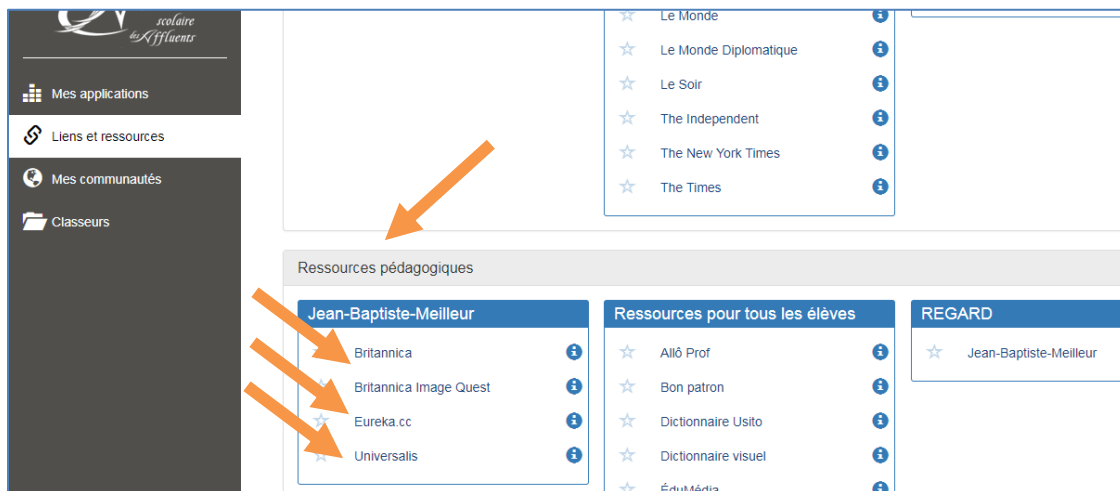 scolaire
des Affluents
Mes applications
Liens et ressources
Mes communautés
Classeurs
Le Monde
Le Monde Diplomatique
Le Soir
The Independent
The New York Times
The Times
Ressources pédagogiques
Jean-Baptiste-Meilleur
Britannica
Britannica Image Quest
Eureka.cc
Universalis
Ressources pour tous les élèves
Allô Prof
Bon patron
Dictionnaire Usito
Dictionnaire visuel
ÉduMédia
REGARD
Jean-Baptiste-Meilleur